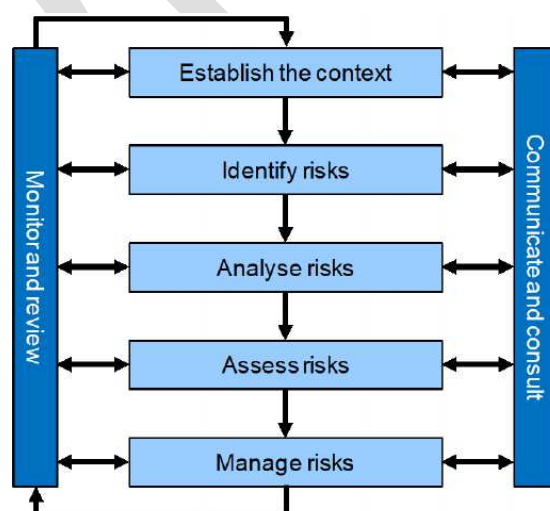 Establish the context
Identify risks
Analyse risks
Assess risks
Manage risks
Monitor and review
Communicate and consult